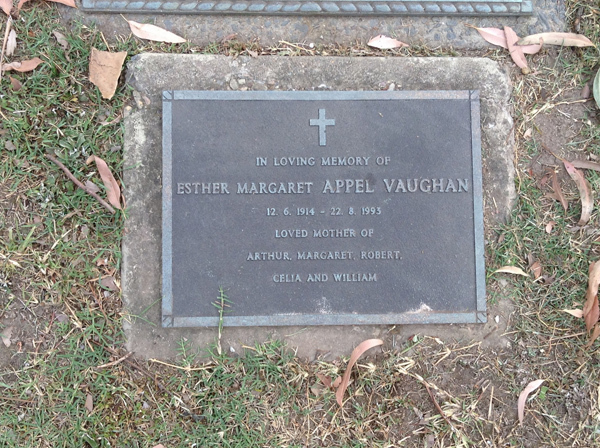 IN LOVING MEMORY OF
ESTHER MARGARET APPEL VAUGHAN
12. 6. 1914 - 22. 8. 1993
LOVED MOTHER OF
ARTHUR, MARGARET, ROBERT,
CELIA AND WILLIAM